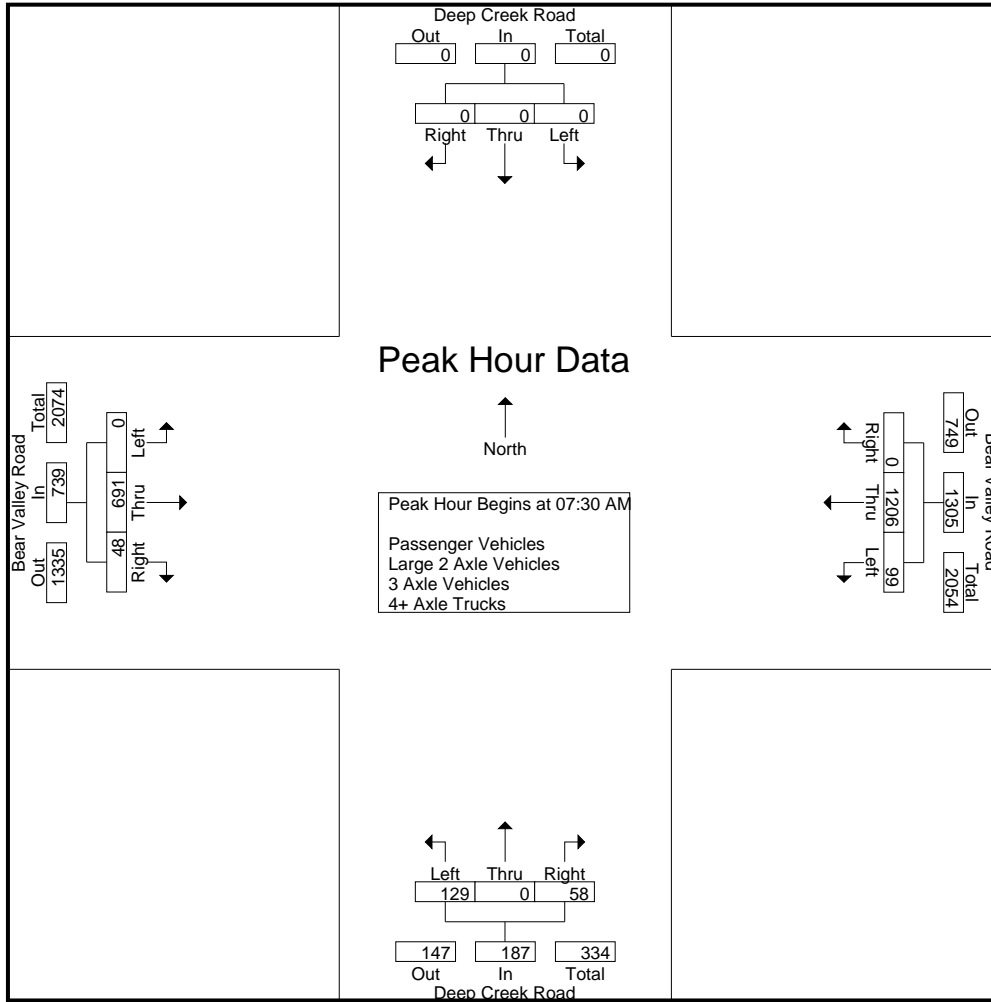 Deep Creek Road
Out In Total
0 0 0
0 0 0
Right Thru Left
Peak Hour Data
North
Peak Hour Begins at 07:30 AM
Passenger Vehicles
Large 2 Axle Vehicles
3 Axle Vehicles
4+ Axle Trucks
Bear Valley Road
Out In Total
1335 739 2074
Left Thru Right
0 691 48
Bear Valley Road
Out In Total
749 1305 2054
Right Thru Left
0 1206 99
Left Thru Right
129 0 58
147 187 334
Out In Total
Deep Creek Road